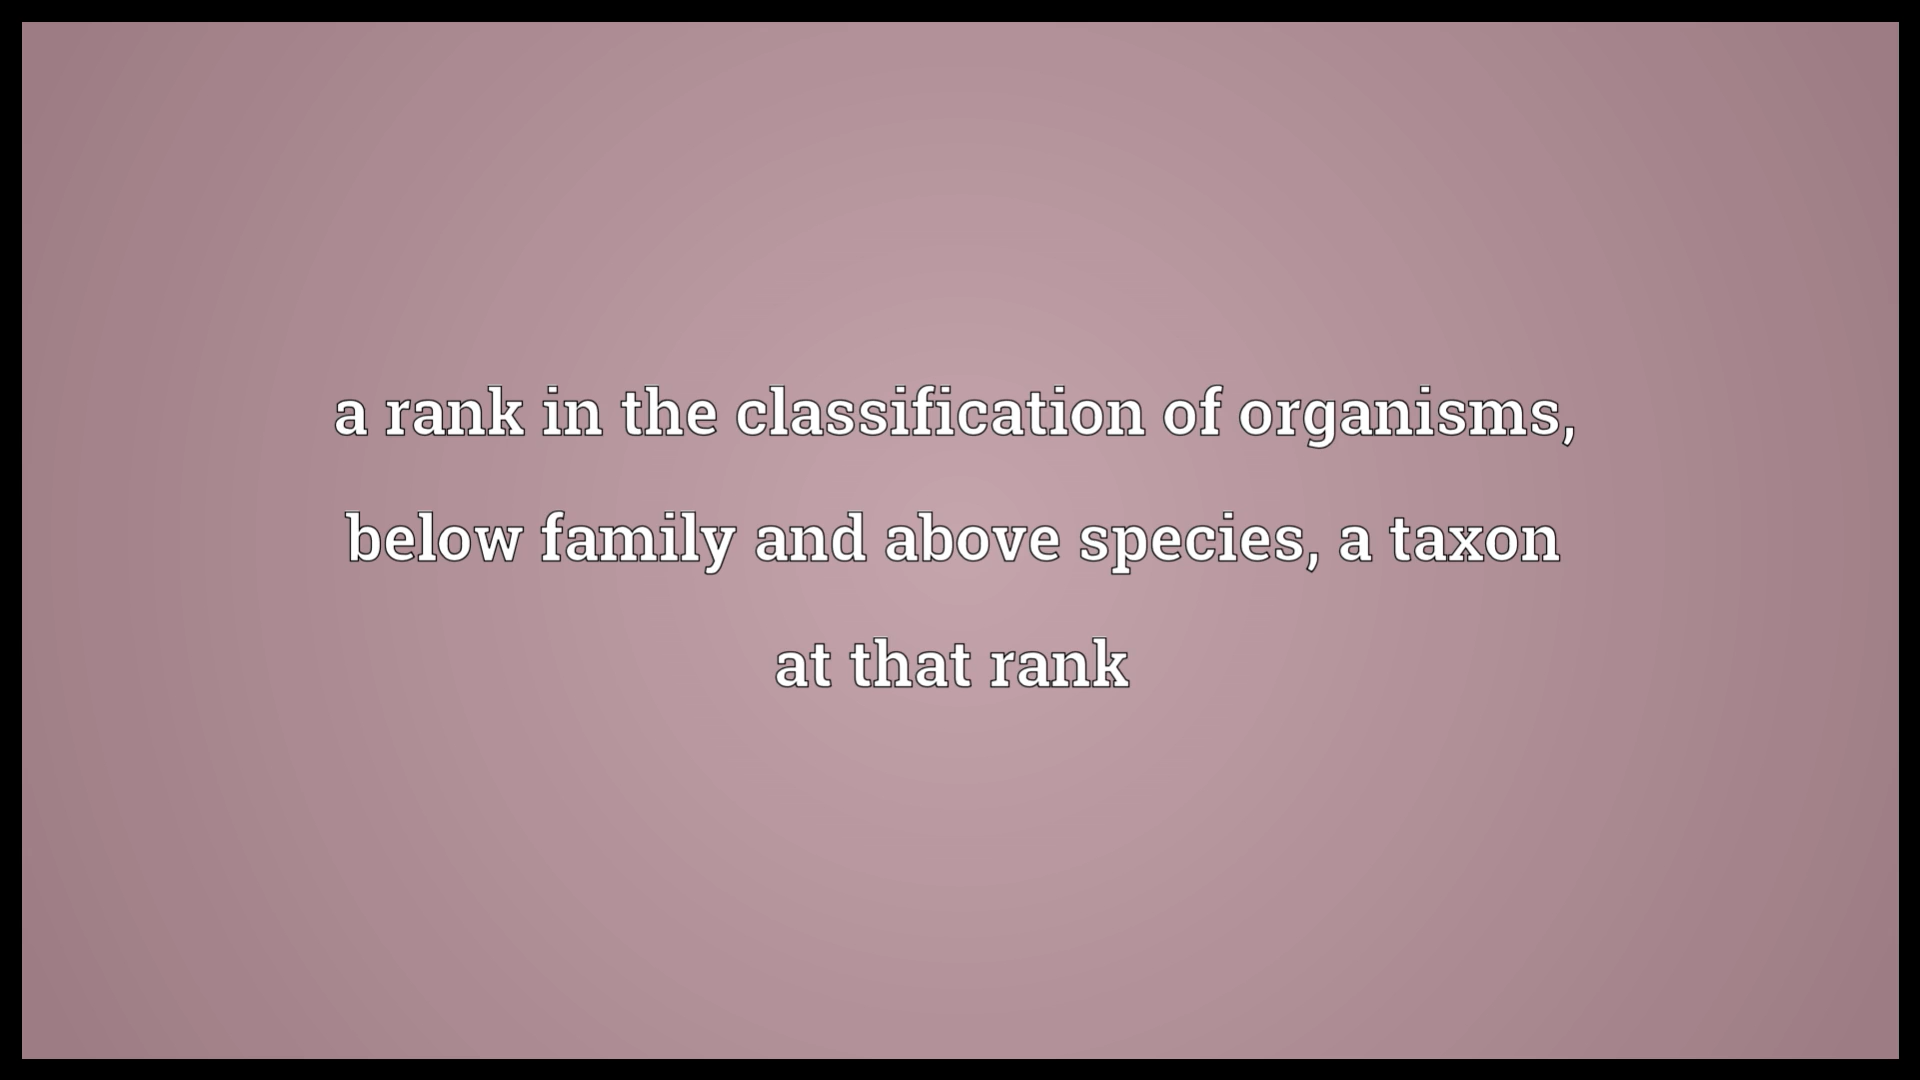 a rank in the classification of organisms,
below family and above species, a taxon
at that rank